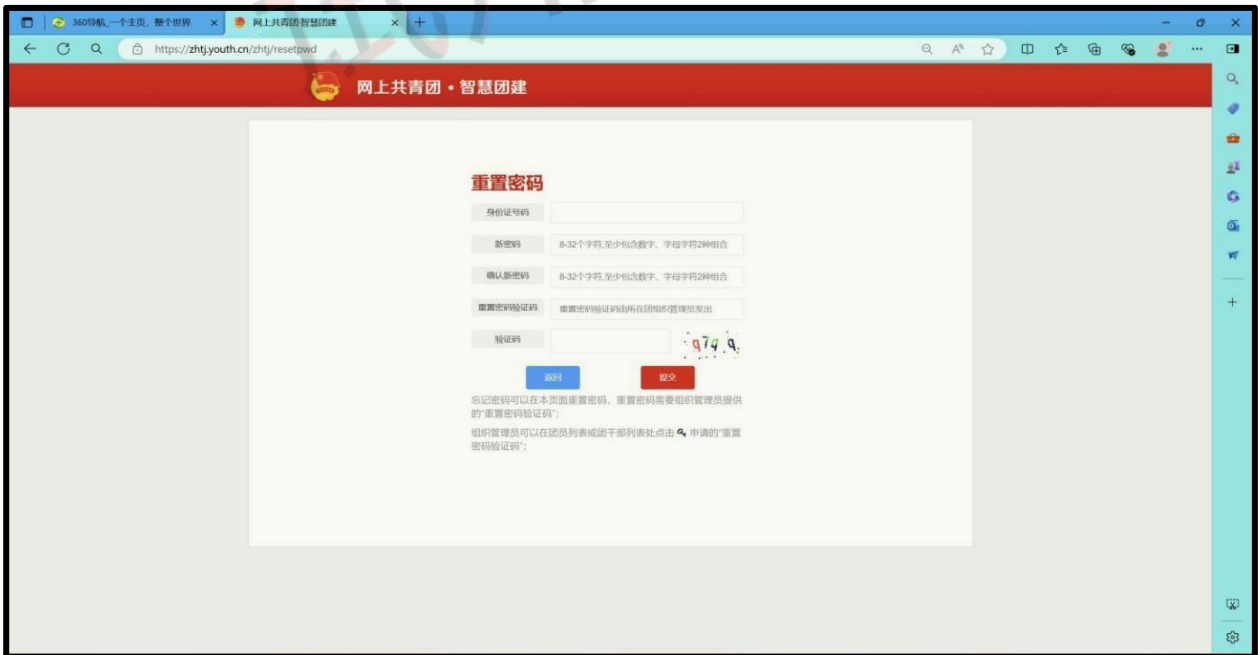 360导航_一个主页，整个世界
网上共青团·智慧团建
https://zhtj.youth.cn/zhtj/resetpwd
网上共青团·智慧团建
重置密码
身份证号码
新密码 8-32个字符,至少包含数字、字母字符2种组合
确认新密码 8-32个字符,至少包含数字、字母字符2种组合
重置密码验证码 重置密码验证码由所在团组织管理员发出
验证码 9749
返回 提交
忘记密码可以在本页面重置密码，重置密码需要组织管理员提供
的"重置密码验证码"；
组织管理员可以在团员列表或团干部列表处点击 申请的"重置
密码验证码"；